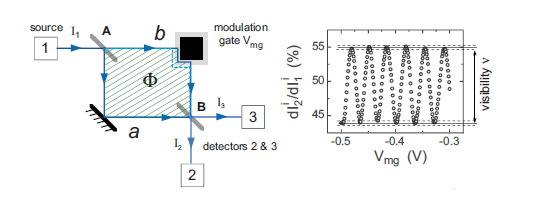 source I₁ A b modulation
gate Vmg
1
Φ
B I₃
3
a
I₂ detectors 2 & 3
2
dI₂ⁱ/dI₁ⁱ (%)
55
50
45
-0.5 -0.4 -0.3
Vmg (V)
visibility ν